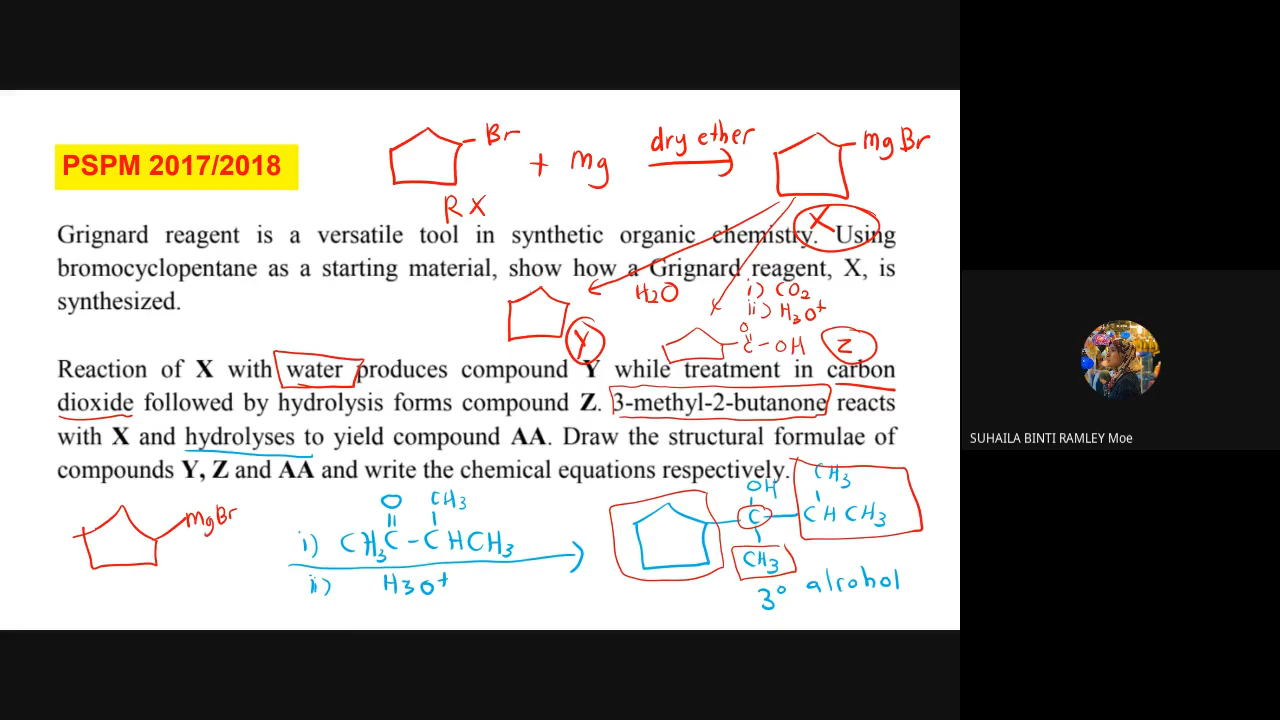 Br
+ Mg
dry ether
MgBr
RX
X
PSPM 2017/2018
Grignard reagent is a versatile tool in synthetic organic chemistry. Using
bromocyclopentane as a starting material, show how a Grignard reagent, X, is
synthesized.
H2O
i) CO2
ii) H3O+
Y
O
||
C - OH
Z
Reaction of X with water produces compound Y while treatment in carbon
dioxide followed by hydrolysis forms compound Z. 3-methyl-2-butanone reacts
with X and hydrolyses to yield compound AA. Draw the structural formulae of
compounds Y, Z and AA and write the chemical equations respectively.
MgBr
O CH3
i) CH3C - CHCH3
ii) H3O+
OH CH3
C CHCH3
CH3
3° alcohol
SUHAILA BINTI RAMLEY Moe